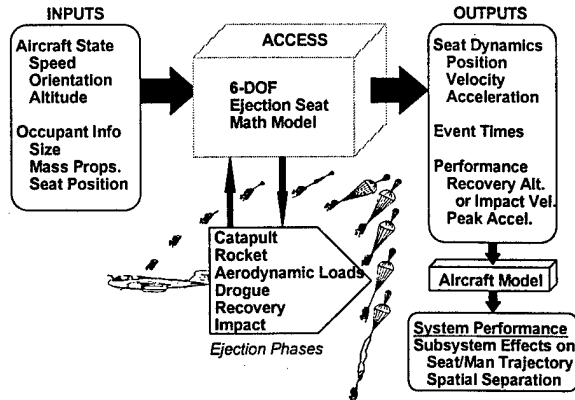 INPUTS
Aircraft State
Speed
Orientation
Altitude
Occupant Info
Size
Mass Props.
Seat Position
ACCESS
6-DOF
Ejection Seat
Math Model
Catapult
Rocket
Aerodynamic Loads
Drogue
Recovery
Impact
Ejection Phases
OUTPUTS
Seat Dynamics
Position
Velocity
Acceleration
Event Times
Performance
Recovery Alt.
or Impact Vel.
Peak Accel.
Aircraft Model
System Performance
Subsystem Effects on
Seat/Man Trajectory
Spatial Separation